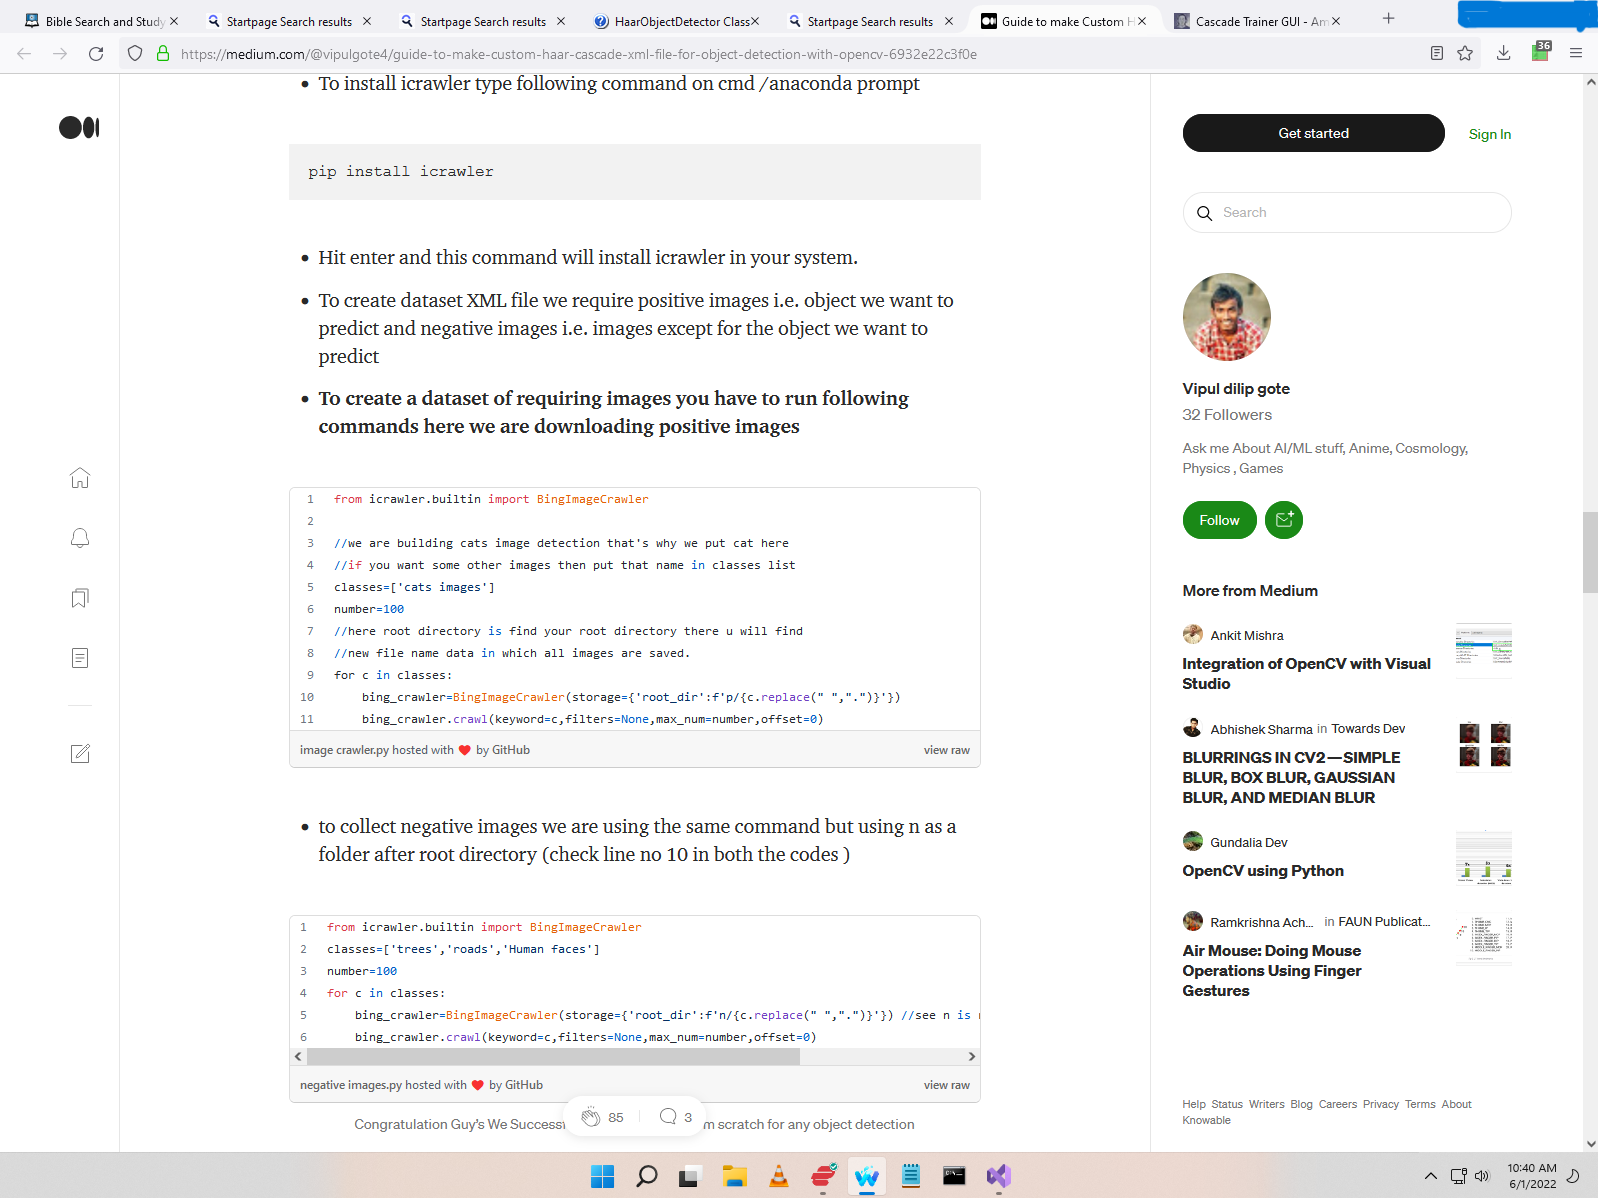 Bible Search and Study
Startpage Search results
Startpage Search results
HaarObjectDetector Class
Startpage Search results
Guide to make Custom H
Cascade Trainer GUI - Am
https://medium.com/@vipulgote4/guide-to-make-custom-haar-cascade-xml-file-for-object-detection-with-opencv-6932e22c3f0e
36
To install icrawler type following command on cmd /anaconda prompt
pip install icrawler
Hit enter and this command will install icrawler in your system.
To create dataset XML file we require positive images i.e. object we want to
predict and negative images i.e. images except for the object we want to
predict
To create a dataset of requiring images you have to run following
commands here we are downloading positive images
1 from icrawler.builtin import BingImageCrawler
2
3 //we are building cats image detection that's why we put cat here
4 //if you want some other images then put that name in classes list
5 classes=['cats images']
6 number=100
7 //here root directory is find your root directory there u will find
8 //new file name data in which all images are saved.
9 for c in classes:
10 bing_crawler=BingImageCrawler(storage={'root_dir':f'p/{c.replace(" ",".")}'})
11 bing_crawler.crawl(keyword=c,filters=None,max_num=number,offset=0)
image crawler.py hosted with ❤ by GitHub view raw
to collect negative images we are using the same command but using n as a
folder after root directory (check line no 10 in both the codes )
1 from icrawler.builtin import BingImageCrawler
2 classes=['trees','roads','Human faces']
3 number=100
4 for c in classes:
5 bing_crawler=BingImageCrawler(storage={'root_dir':f'n/{c.replace(" ",".")}'}) //see n is
6 bing_crawler.crawl(keyword=c,filters=None,max_num=number,offset=0)
negative images.py hosted with ❤ by GitHub view raw
Congratulation Guy's We Success
85
3
m scratch for any object detection
Get started
Sign In
Search
Vipul dilip gote
32 Followers
Ask me About AI/ML stuff, Anime, Cosmology,
Physics , Games
Follow
More from Medium
Ankit Mishra
Integration of OpenCV with Visual
Studio
Abhishek Sharma in Towards Dev
BLURRINGS IN CV2—SIMPLE
BLUR, BOX BLUR, GAUSSIAN
BLUR, AND MEDIAN BLUR
Gundalia Dev
OpenCV using Python
Ramkrishna Ach... in FAUN Publicat...
Air Mouse: Doing Mouse
Operations Using Finger
Gestures
Help Status Writers Blog Careers Privacy Terms About
Knowable
10:40 AM
6/1/2022